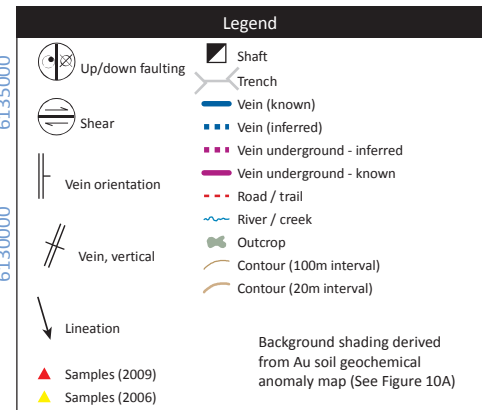 Legend
6135000
6130000
Up/down faulting
Shear
Vein orientation
Vein, vertical
Lineation
Samples (2009)
Samples (2006)
Shaft
Trench
Vein (known)
Vein (inferred)
Vein underground - inferred
Vein underground - known
Road / trail
River / creek
Outcrop
Contour (100m interval)
Contour (20m interval)
Background shading derived
from Au soil geochemical
anomaly map (See Figure 10A)